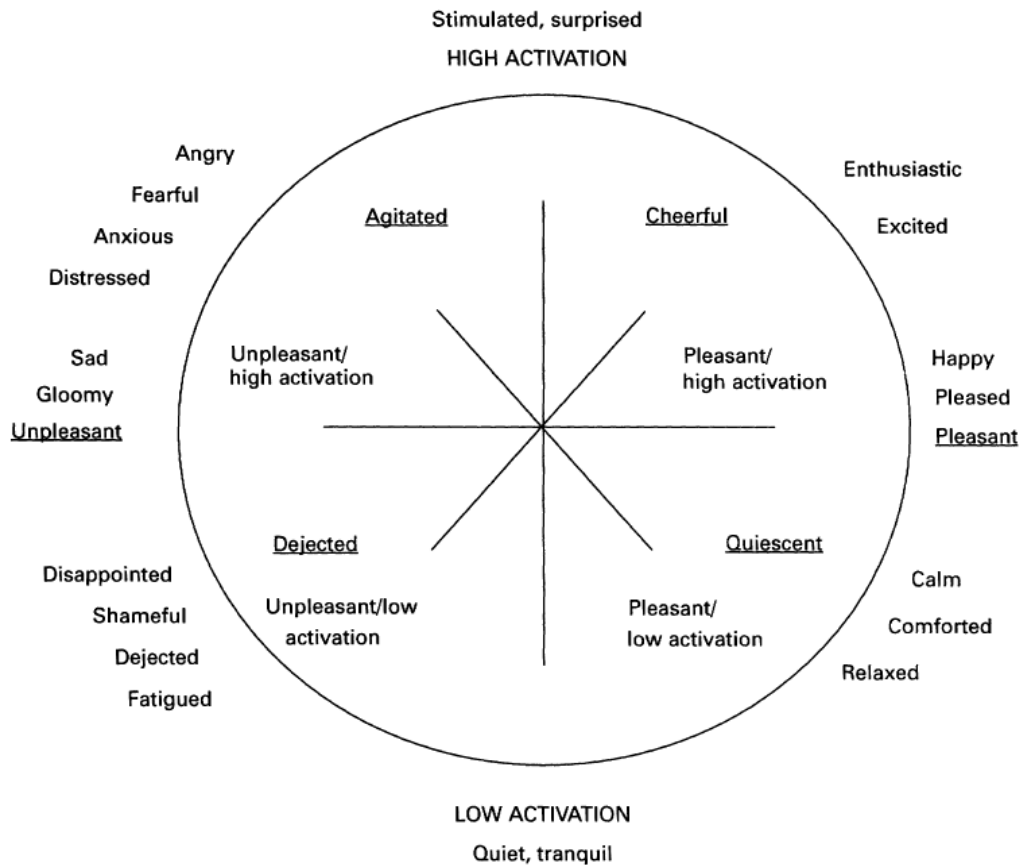 Stimulated, surprised
HIGH ACTIVATION
Angry
Fearful
Anxious
Distressed
Enthusiastic
Excited
Agitated
Cheerful
Unpleasant/
high activation
Pleasant/
high activation
Sad
Gloomy
Unpleasant
Happy
Pleased
Pleasant
Dejected
Quiescent
Disappointed
Shameful
Dejected
Fatigued
Unpleasant/low
activation
Pleasant/
low activation
Calm
Comforted
Relaxed
LOW ACTIVATION
Quiet, tranquil